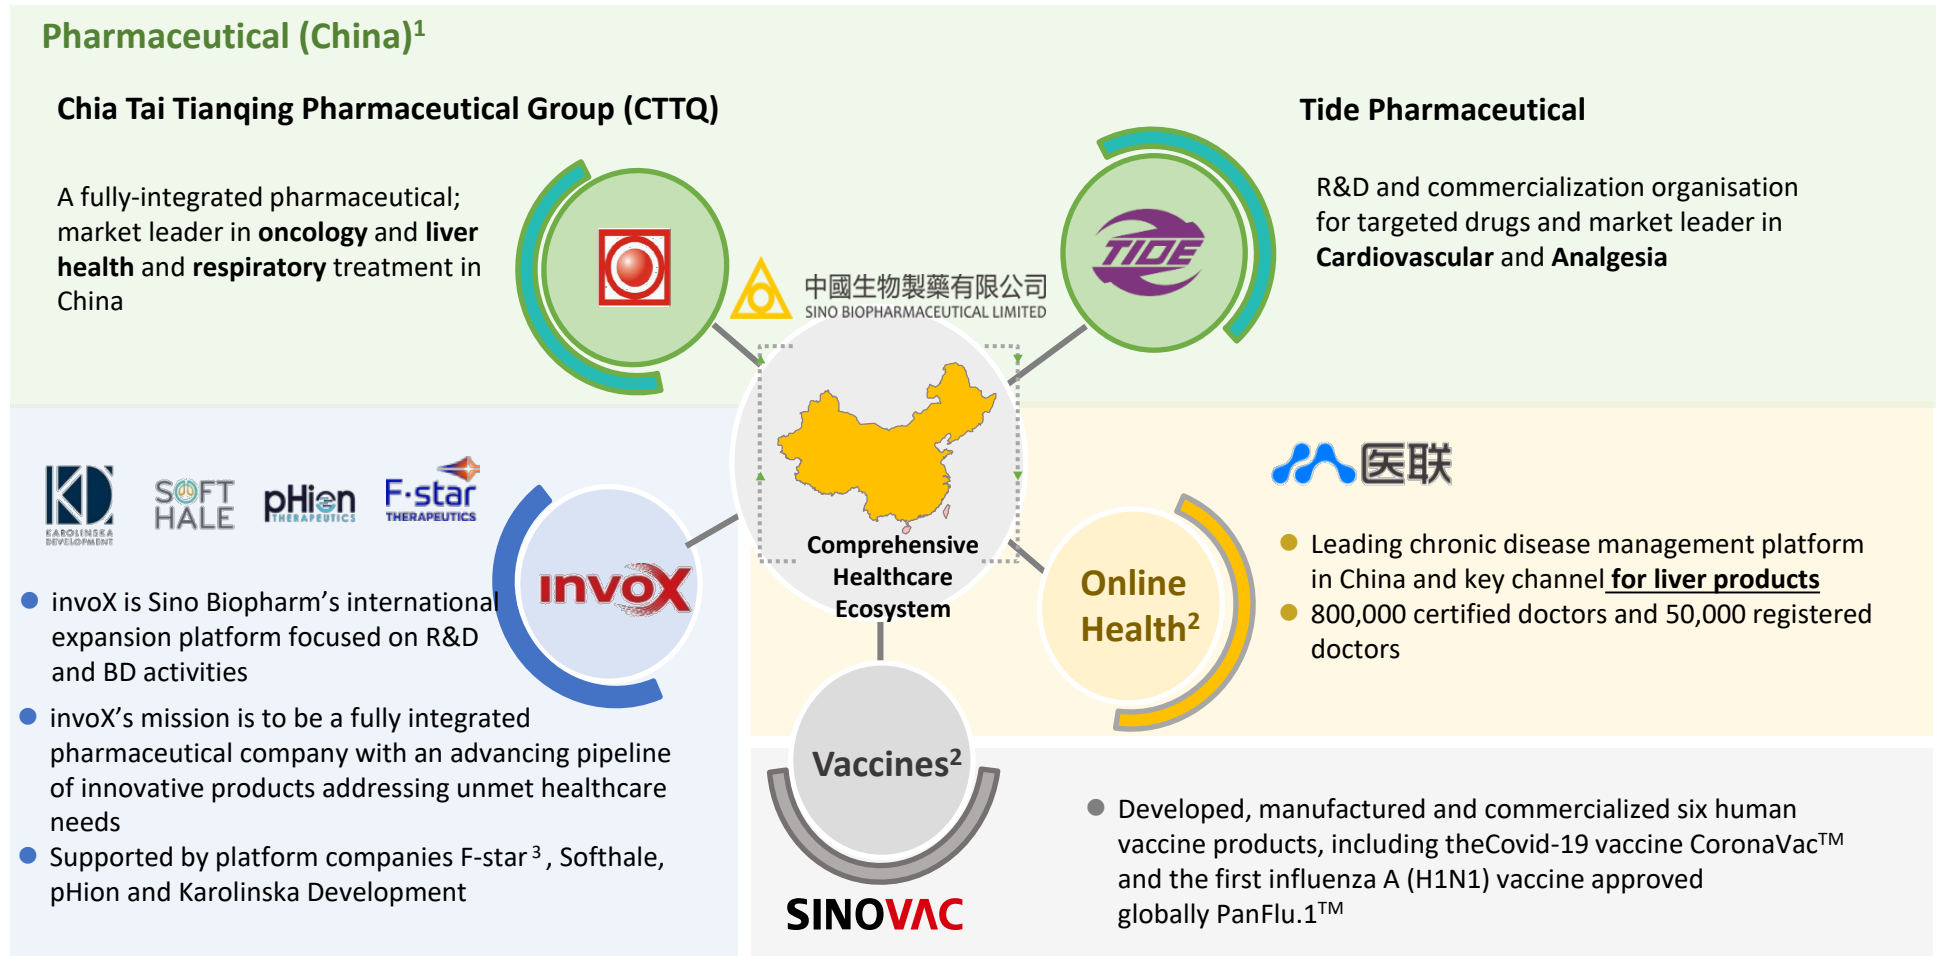 Pharmaceutical (China)1
Chia Tai Tianqing Pharmaceutical Group (CTTQ)
A fully-integrated pharmaceutical;
market leader in oncology and liver
health and respiratory treatment in
China
Tide Pharmaceutical
TIDE
R&D and commercialization organisation
for targeted drugs and market leader in
Cardiovascular and Analgesia
中國生物製藥有限公司
SINO BIOPHARMACEUTICAL LIMITED
Comprehensive
Healthcare
Ecosystem
KD
KAROLINSKA
DEVELOPMENT
SOFT
HALE
pHion
THERAPEUTICS
F-star
THERAPEUTICS
invoX
invoX is Sino Biopharm’s international
expansion platform focused on R&D
and BD activities
invoX’s mission is to be a fully integrated
pharmaceutical company with an advancing pipeline
of innovative products addressing unmet healthcare
needs
Supported by platform companies F-star 3 , Softhale,
pHion and Karolinska Development
医联
Online
Health2
Leading chronic disease management platform
in China and key channel for liver products
800,000 certified doctors and 50,000 registered
doctors
Vaccines2
SINOVAC
Developed, manufactured and commercialized six human
vaccine products, including theCovid-19 vaccine CoronaVacTM
and the first influenza A (H1N1) vaccine approved
globally PanFlu.1TM